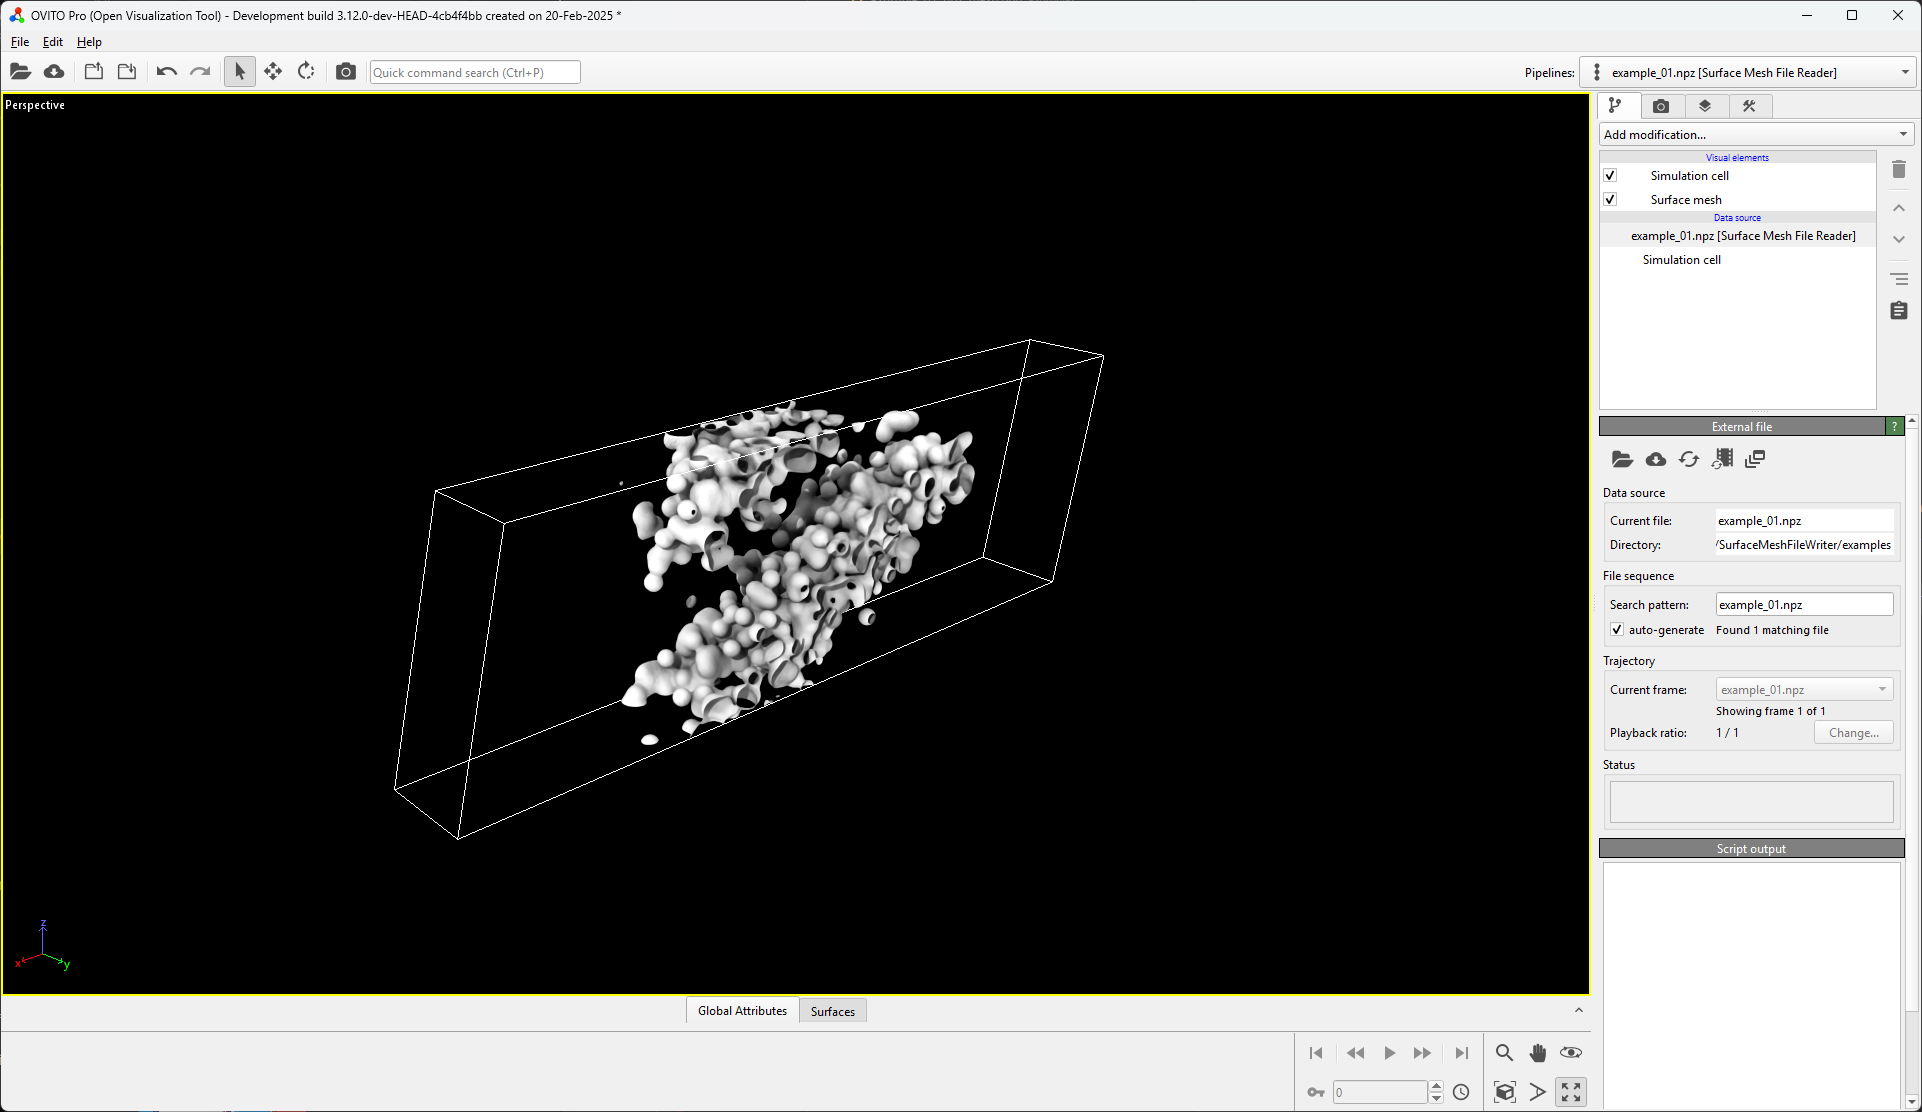 OVITO Pro (Open Visualization Tool) - Development build 3.12.0-dev-HEAD-4cb4f4bb created on 20-Feb-2025 *
File Edit Help
Quick command search (Ctrl+P)
Pipelines: example_01.npz [Surface Mesh File Reader]
Perspective
Add modification...
Visual elements
Simulation cell
Surface mesh
Data source
example_01.npz [Surface Mesh File Reader]
Simulation cell
External file ?
Data source
Current file: example_01.npz
Directory: /SurfaceMeshFileWriter/examples
File sequence
Search pattern: example_01.npz
auto-generate Found 1 matching file
Trajectory
Current frame: example_01.npz
Showing frame 1 of 1
Playback ratio: 1 / 1 Change...
Status
Script output
z
x y
Global Attributes Surfaces
0